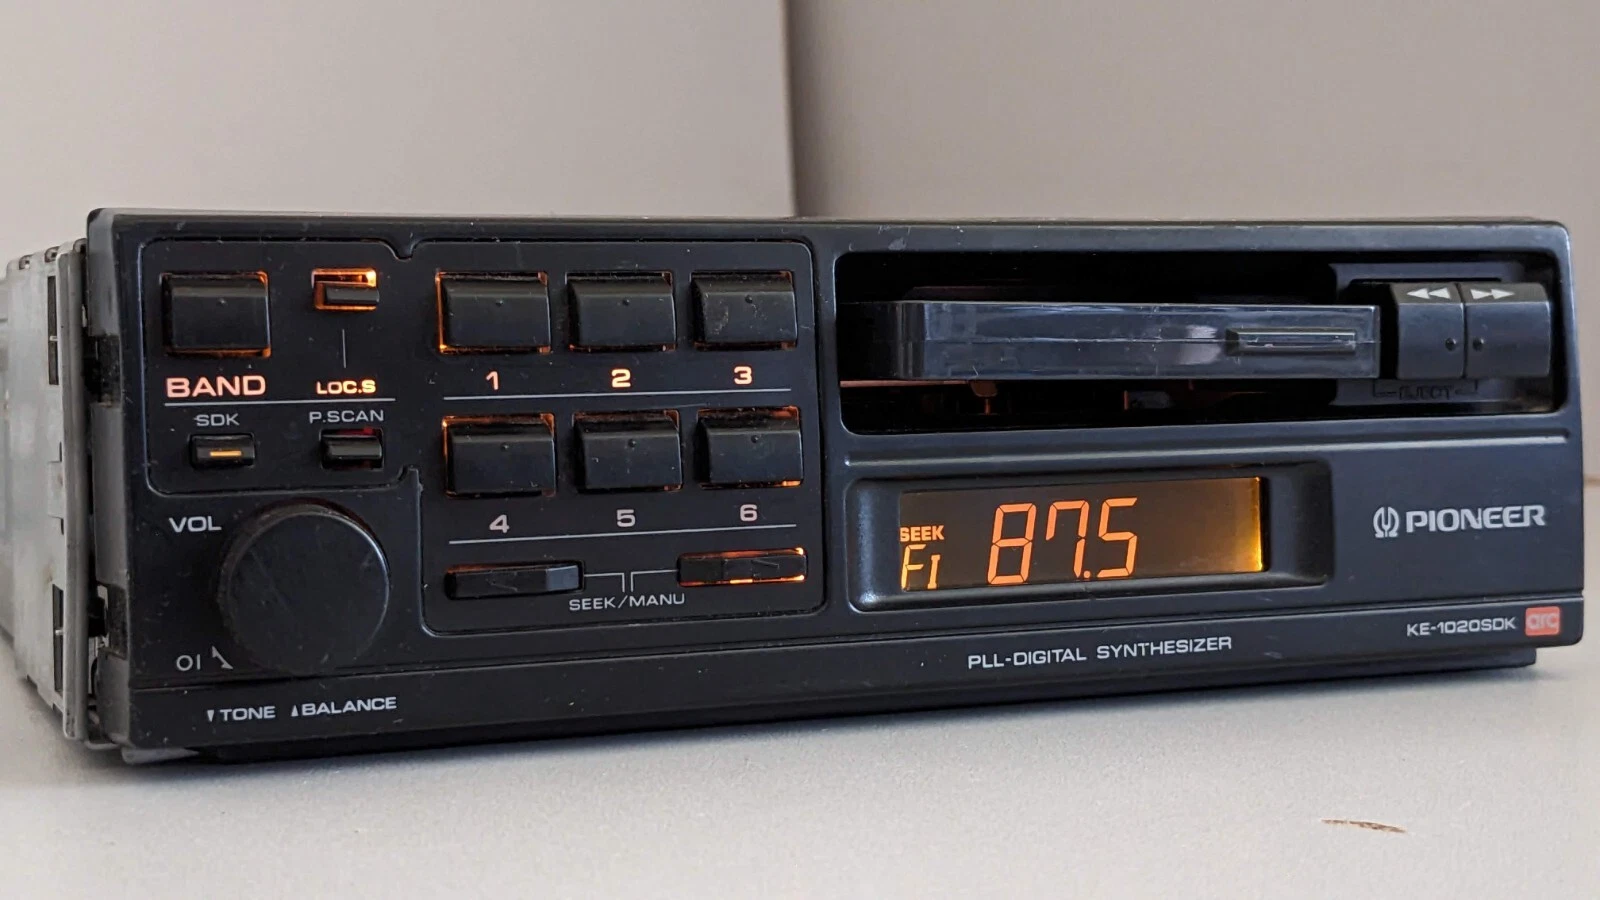 BAND
LOC.S
SDK
P.SCAN
1
2
3
4
5
6
SEEK/MANU
VOL
TONE BALANCE
EJECT
SEEK
F1 87.5
PIONEER
PLL-DIGITAL SYNTHESIZER
KE-1020SDK arc